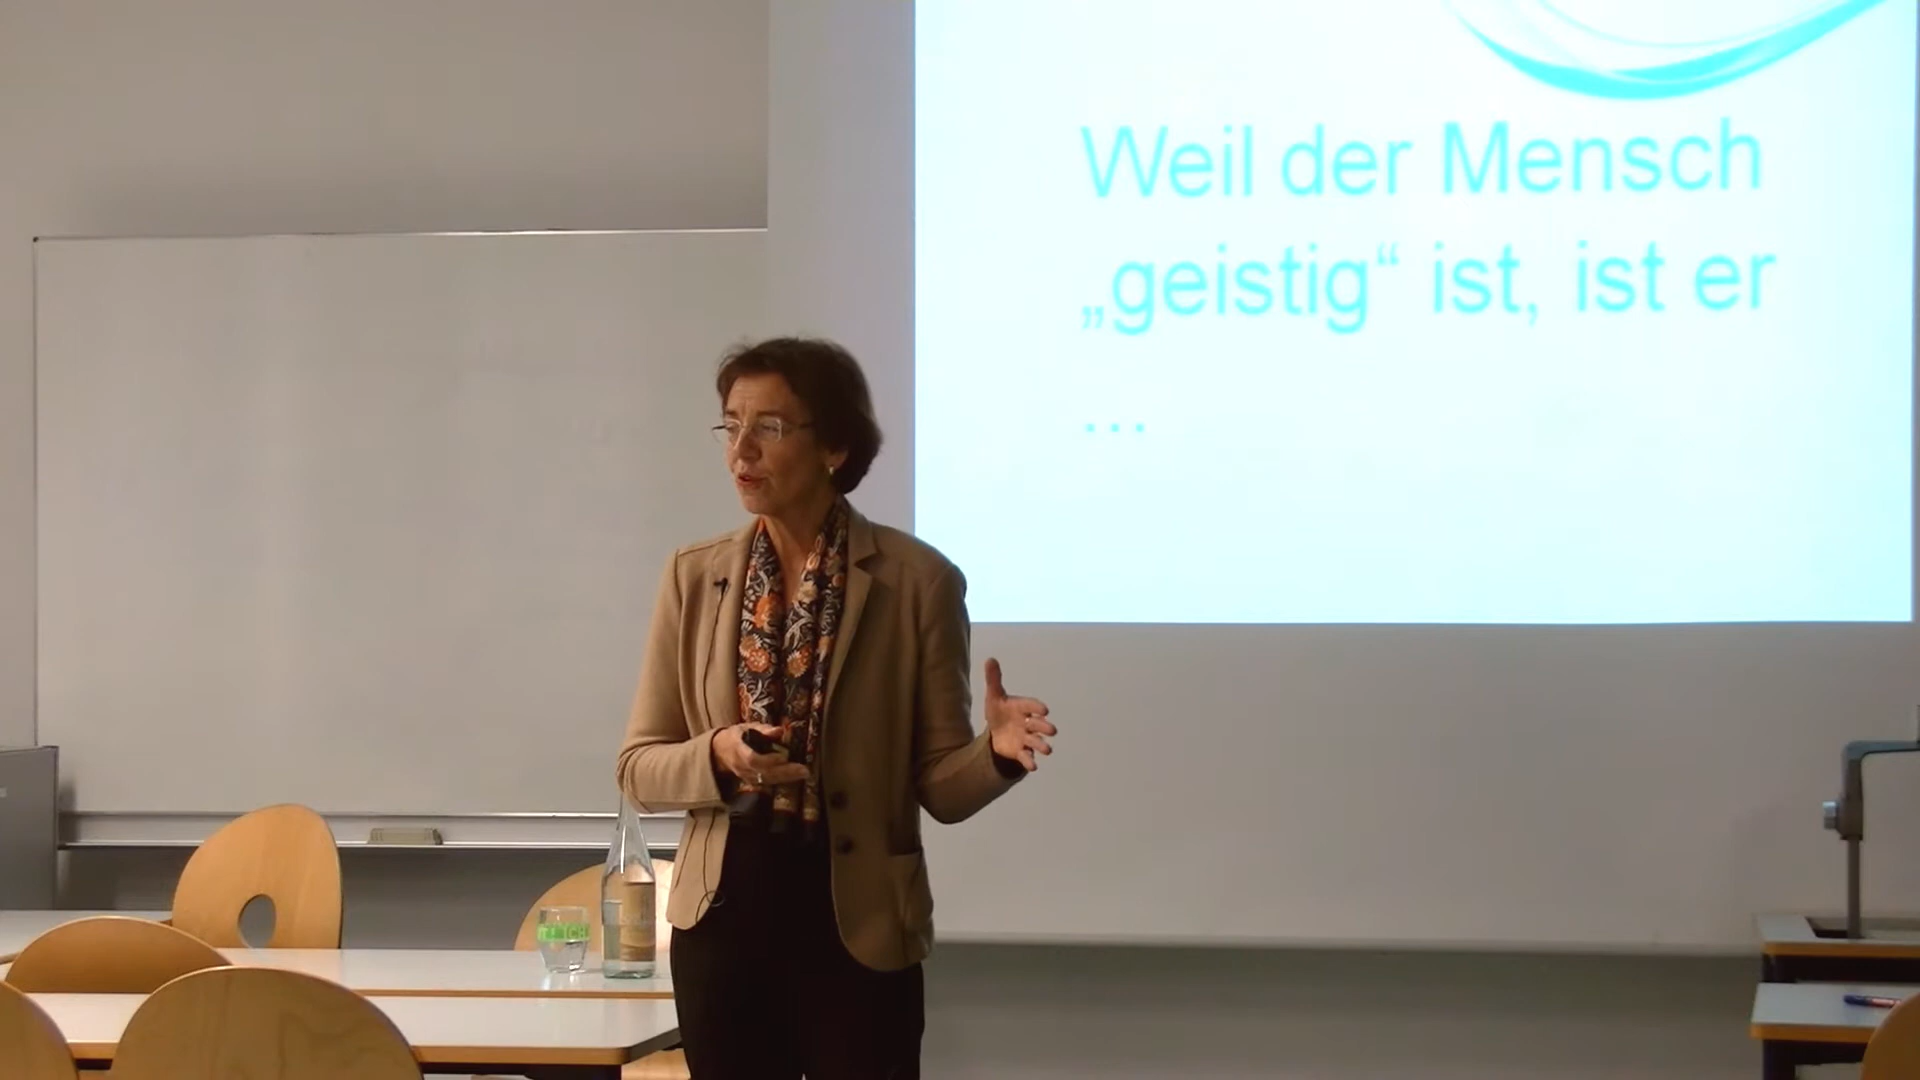 Weil der Mensch
„geistig“ ist, ist er
…